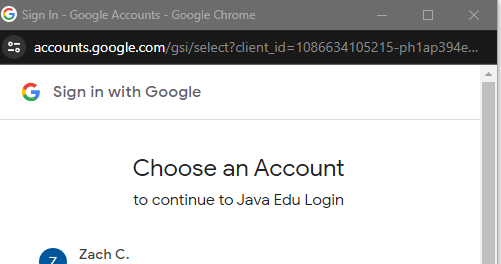 Sign In - Google Accounts - Google Chrome
accounts.google.com/gsi/select?client_id=1086634105215-ph1ap394e...
Sign in with Google
Choose an Account
to continue to Java Edu Login
Z
Zach C.